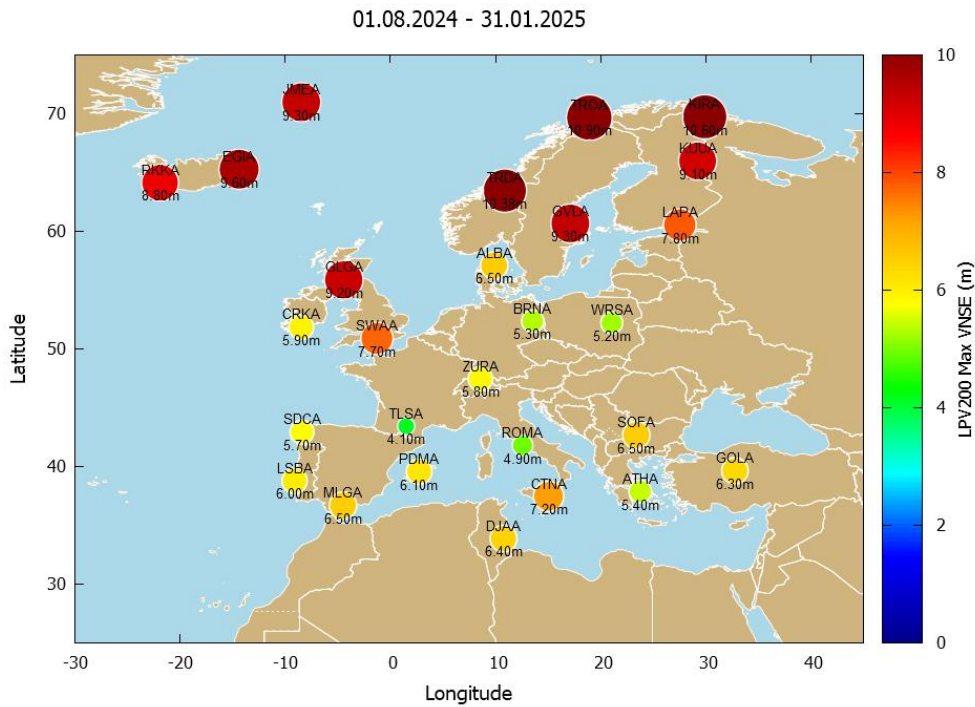 01.08.2024 - 31.01.2025
JMEA
9.30m
TROA
10.90m
KIRA
10.50m
EGIA
9.60m
RKKA
8.80m
KUUA
9.10m
TRDA
10.38m
GVLA
9.30m
LAPA
7.80m
ALBA
6.50m
GLGA
9.20m
CRKA
5.90m
SWAA
7.70m
BRNA
5.30m
WRSA
5.20m
ZURA
5.80m
SDCA
5.70m
TLSA
4.10m
ROMA
4.90m
SOFA
6.50m
LSBA
6.00m
PDMA
6.10m
GOLA
6.30m
MLGA
6.50m
CTNA
7.20m
ATHA
5.40m
DJAA
6.40m
70
60
50
40
30
Latitude
-30
-20
-10
0
10
20
30
40
Longitude
10
8
6
4
2
0
LPV200 Max VNSE (m)